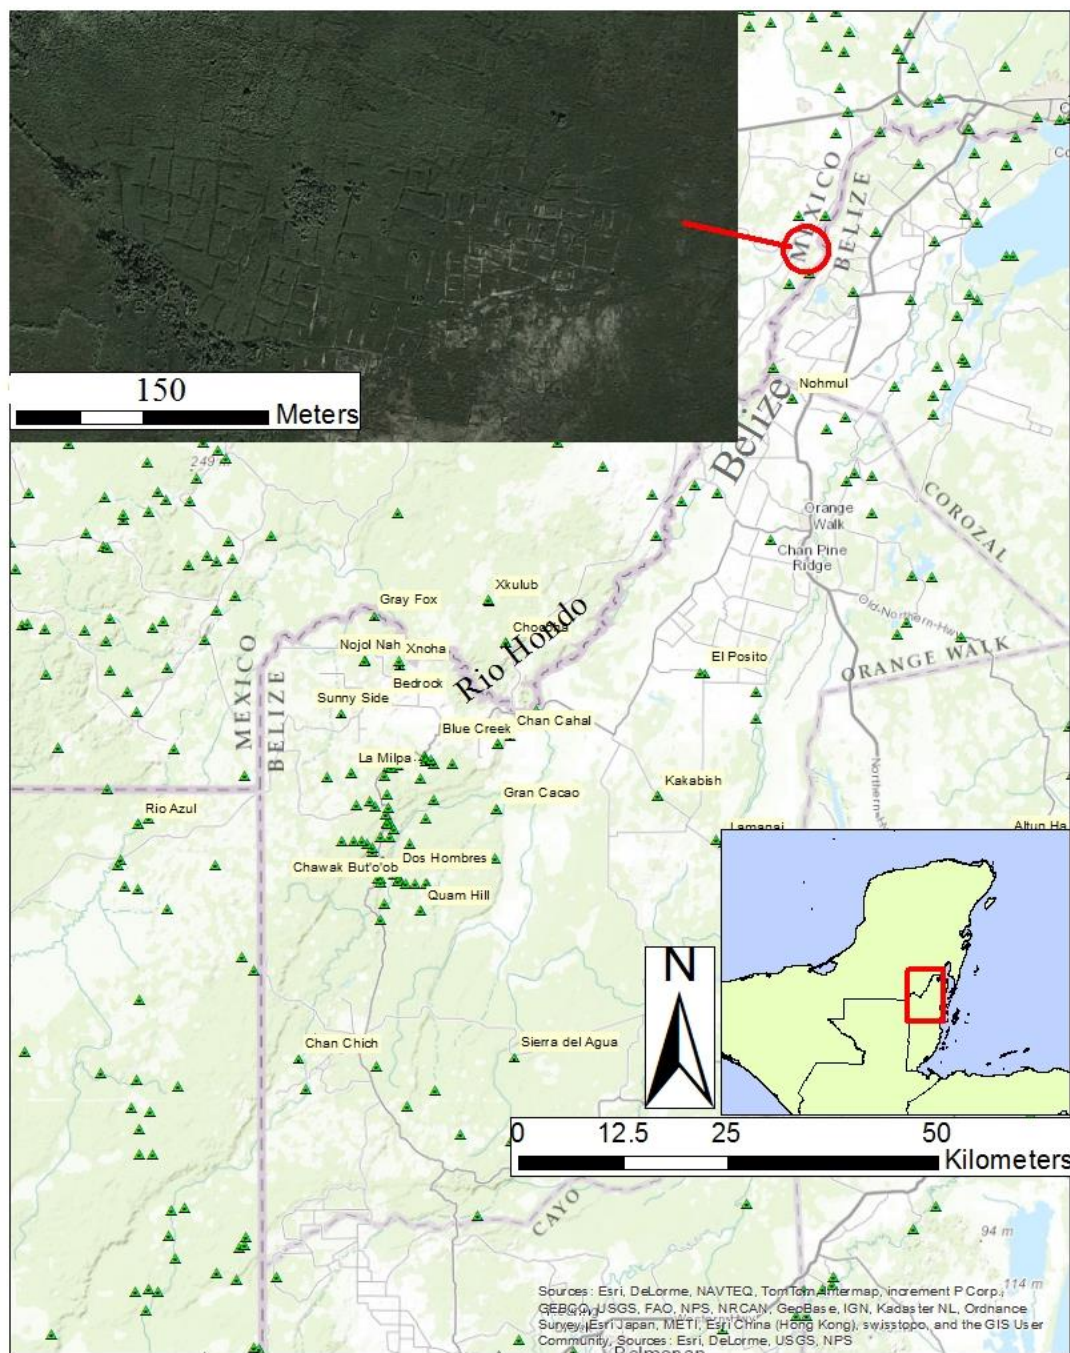 MEXICO
BELIZE
150
Meters
Nohmul
249 m
Belize
COROZAL
Orange
Walk
Chan Pine
Ridge
Old-Northern-Hwy
ORANGE WALK
Xkulub
Gray Fox
Rio Hondo
Nojol Nah
Xnoha
El Posito
Bedrock
MEXICO
BELIZE
Sunny Side
Blue Creek
Chan Cahal
La Milpa
Kakabish
Gran Cacao
Rio Azul
Lamanai
Altun Ha
Dos Hombres
Chawak But'o'ob
Quam Hill
N
Chan Chich
Sierra del Agua
0 12.5 25 50
Kilometers
CAYO
94 m
114 m
Sources: Esri, DeLorme, NAVTEQ, TomTom, Intermap, increment P Corp.,
GEBCO, USGS, FAO, NPS, NRCAN, GeoBase, IGN, Kadaster NL, Ordnance
Survey, Esri Japan, METI, Esri China (Hong Kong), swisstopo, and the GIS User
Community, Sources: Esri, DeLorme, USGS, NPS